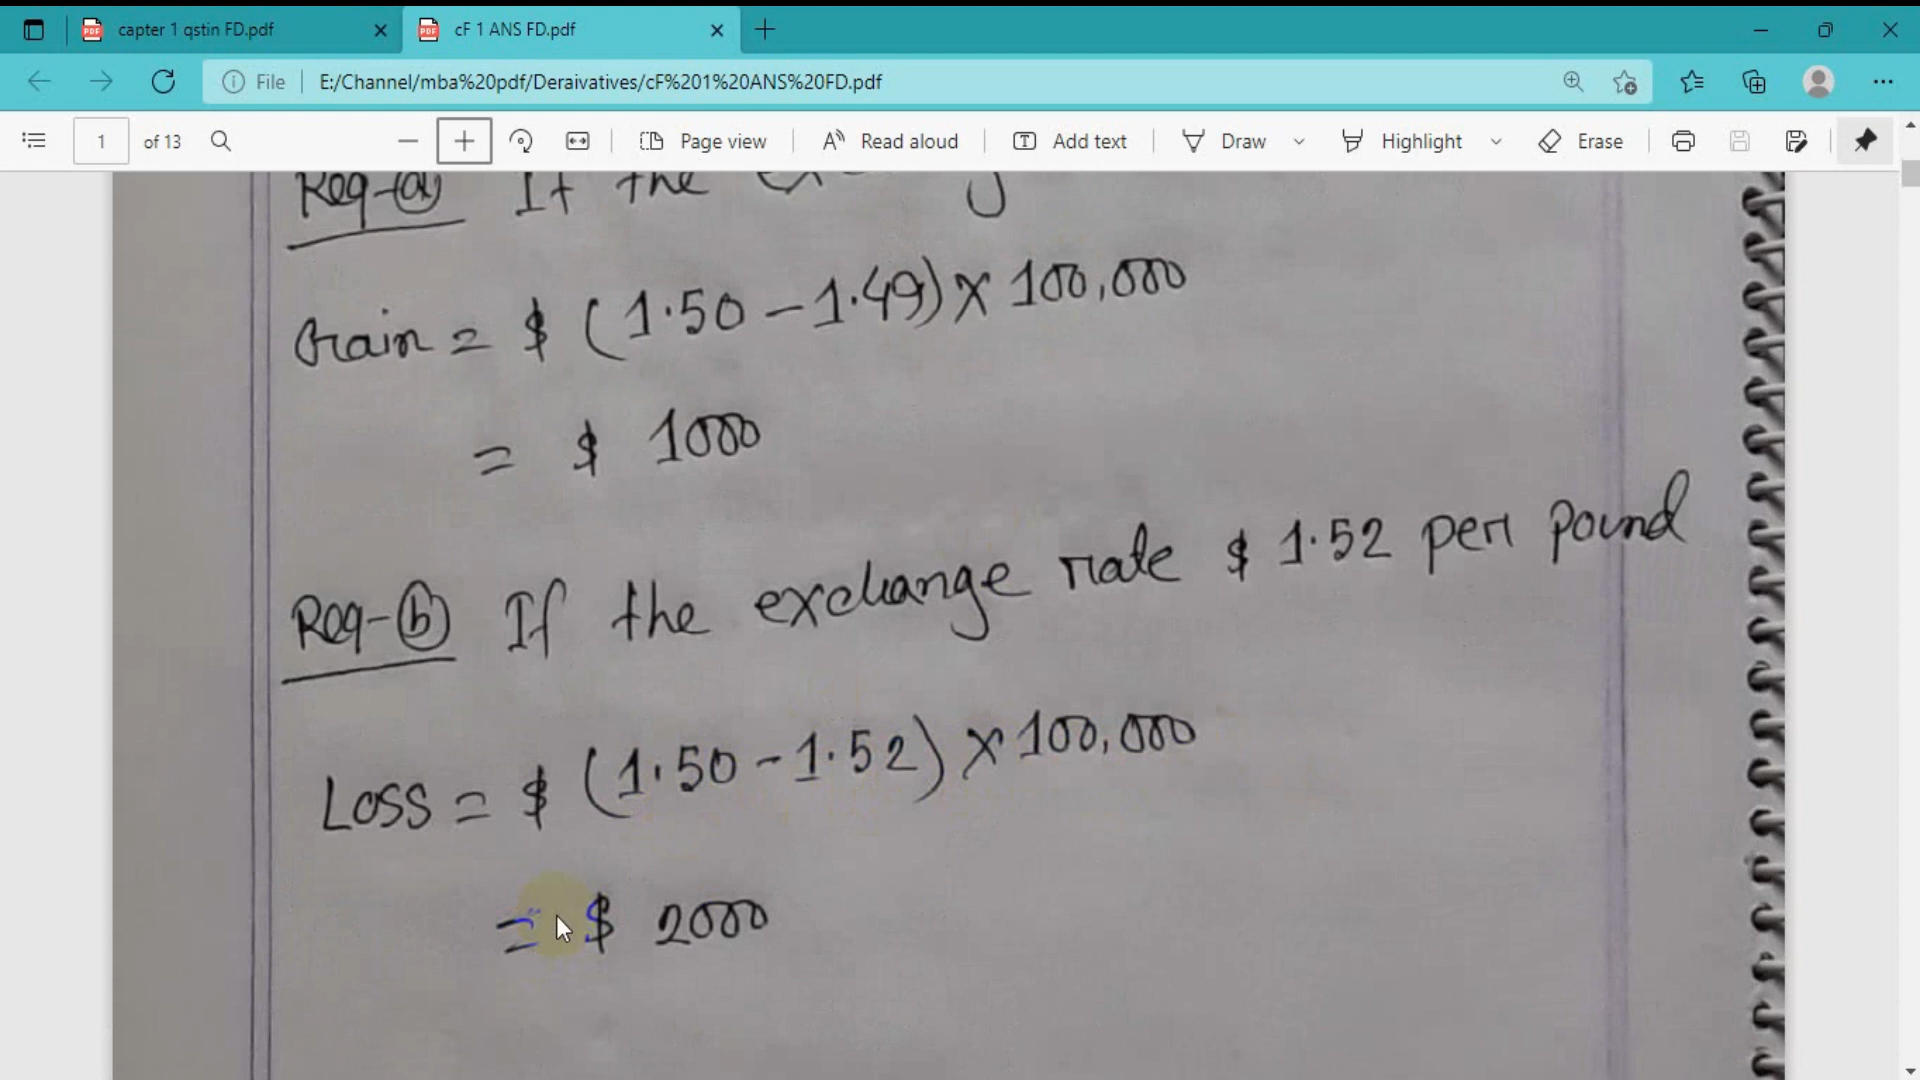 capter 1 qstin FD.pdf
cF 1 ANS FD.pdf
File
E:/Channel/mba%20pdf/Deraivatives/cF%201%20ANS%20FD.pdf
1 of 13
Page view
Read aloud
Add text
Draw
Highlight
Erase
Req-(a) If the
Gain = $ (1.50 - 1.49) × 100,000
= $ 1000
Req-(b) If the exchange rate $ 1.52 per pound
Loss = $ (1.50 - 1.52) × 100,000
= $ 2000